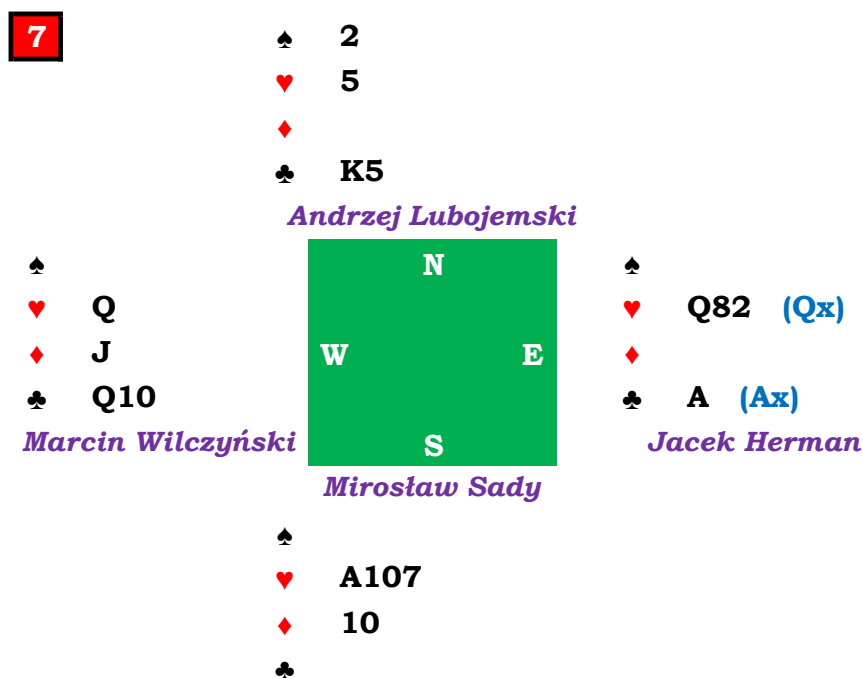 7
♠ 2
♥ 5
♦
♣ K5
Andrzej Lubojemski
♠
♥ Q
♦ J
♣ Q10
Marcin Wilczyński
N
W E
S
♠
♥ Q82 (Qx)
♦
♣ A (Ax)
Jacek Herman
Mirosław Sady
♠
♥ A107
♦ 10
♣